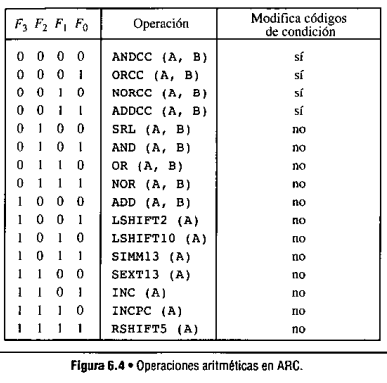 F3 F2 F1 F0 Operación Modifica códigos de condición
0 0 0 0 ANDCC (A, B) sí
0 0 0 1 ORCC (A, B) sí
0 0 1 0 NORCC (A, B) sí
0 0 1 1 ADDCC (A, B) sí
0 1 0 0 SRL (A, B) no
0 1 0 1 AND (A, B) no
0 1 1 0 OR (A, B) no
0 1 1 1 NOR (A, B) no
1 0 0 0 ADD (A, B) no
1 0 0 1 LSHIFT2 (A) no
1 0 1 0 LSHIFT10 (A) no
1 0 1 1 SIMM13 (A) no
1 1 0 0 SEXT13 (A) no
1 1 0 1 INC (A) no
1 1 1 0 INCPC (A) no
1 1 1 1 RSHIFT5 (A) no
Figura 6.4 • Operaciones aritméticas en ARC.